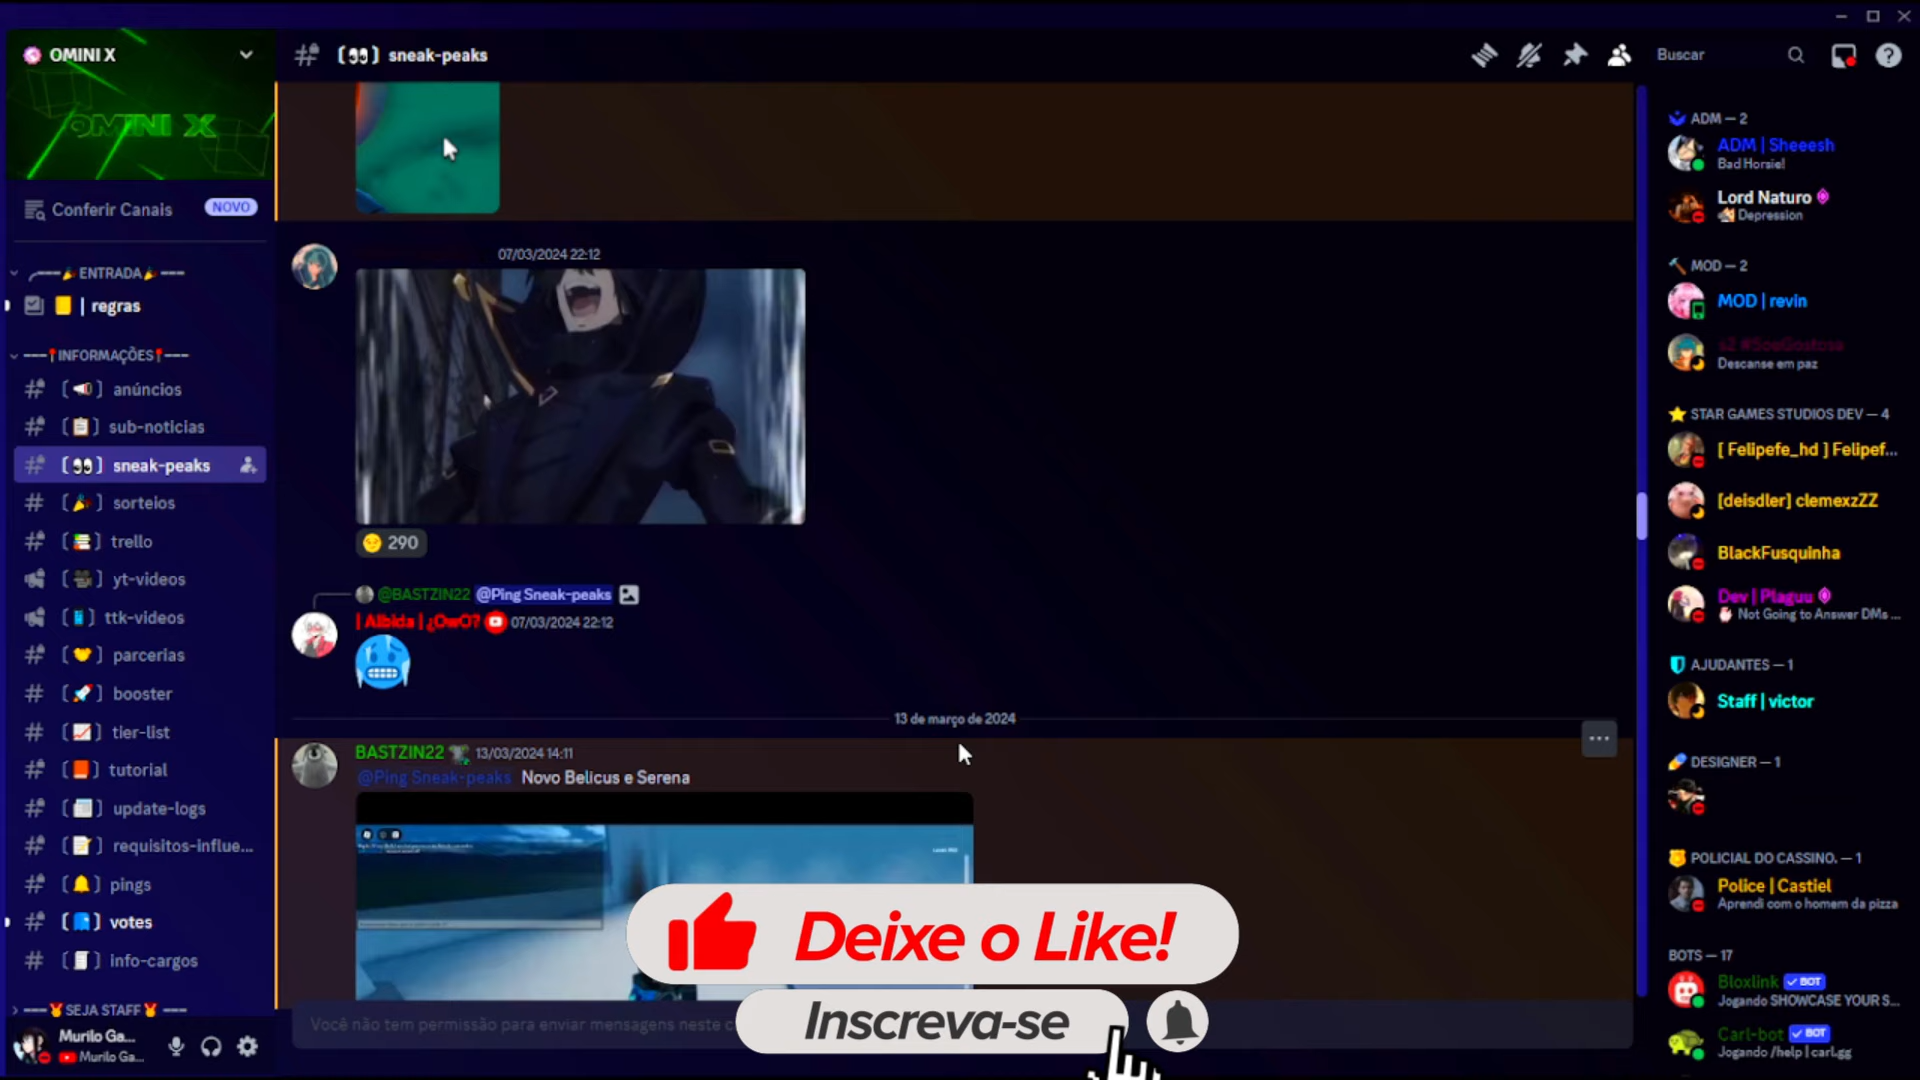 OMINI X
OMINI X
Conferir Canais
NOVO
ENTRADA
| regras
INFORMAÇÕES
anúncios
sub-noticias
sneak-peaks
sorteios
trello
yt-videos
ttk-videos
parcerias
booster
tier-list
tutorial
update-logs
requisitos-influe...
pings
votes
info-cargos
SEJA STAFF
Murilo Ga...
Murilo Ga...
sneak-peaks
Buscar
07/03/2024 22:12
290
@BASTZIN22 @Ping Sneak-peaks
| Albida | ¿OwO? 07/03/2024 22:12
13 de março de 2024
BASTZIN22 13/03/2024 14:11
@Ping Sneak-peaks Novo Belicus e Serena
Você não tem permissão para enviar mensagens neste c
Deixe o Like!
Inscreva-se
ADM — 2
ADM | Sheeesh
Bad Horsie!
Lord Naturo
Depression
MOD — 2
MOD | revin
s2 #SouGostosa
Descanse em paz
STAR GAMES STUDIOS DEV — 4
[ Felipefe_hd ] Felipef...
[deisdler] clemexzZZ
BlackFusquinha
Dev | Plaguu
Not Going to Answer DMs ...
AJUDANTES — 1
Staff | victor
DESIGNER — 1
POLICIAL DO CASSINO. — 1
Police | Castiel
Aprendi com o homem da pizza
BOTS — 17
Bloxlink BOT
Jogando SHOWCASE YOUR S...
Carl-bot BOT
Jogando /help | carl.gg